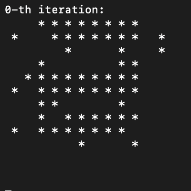 0-th iteration:
    * * * * * * *
 *    * * * * * *   *
        *      *    *
    *         * *
  * * * * * * * *
 *   * * * * * * *
    * *       *
    *   * * * * *
 *  * * * * * *
          *      *